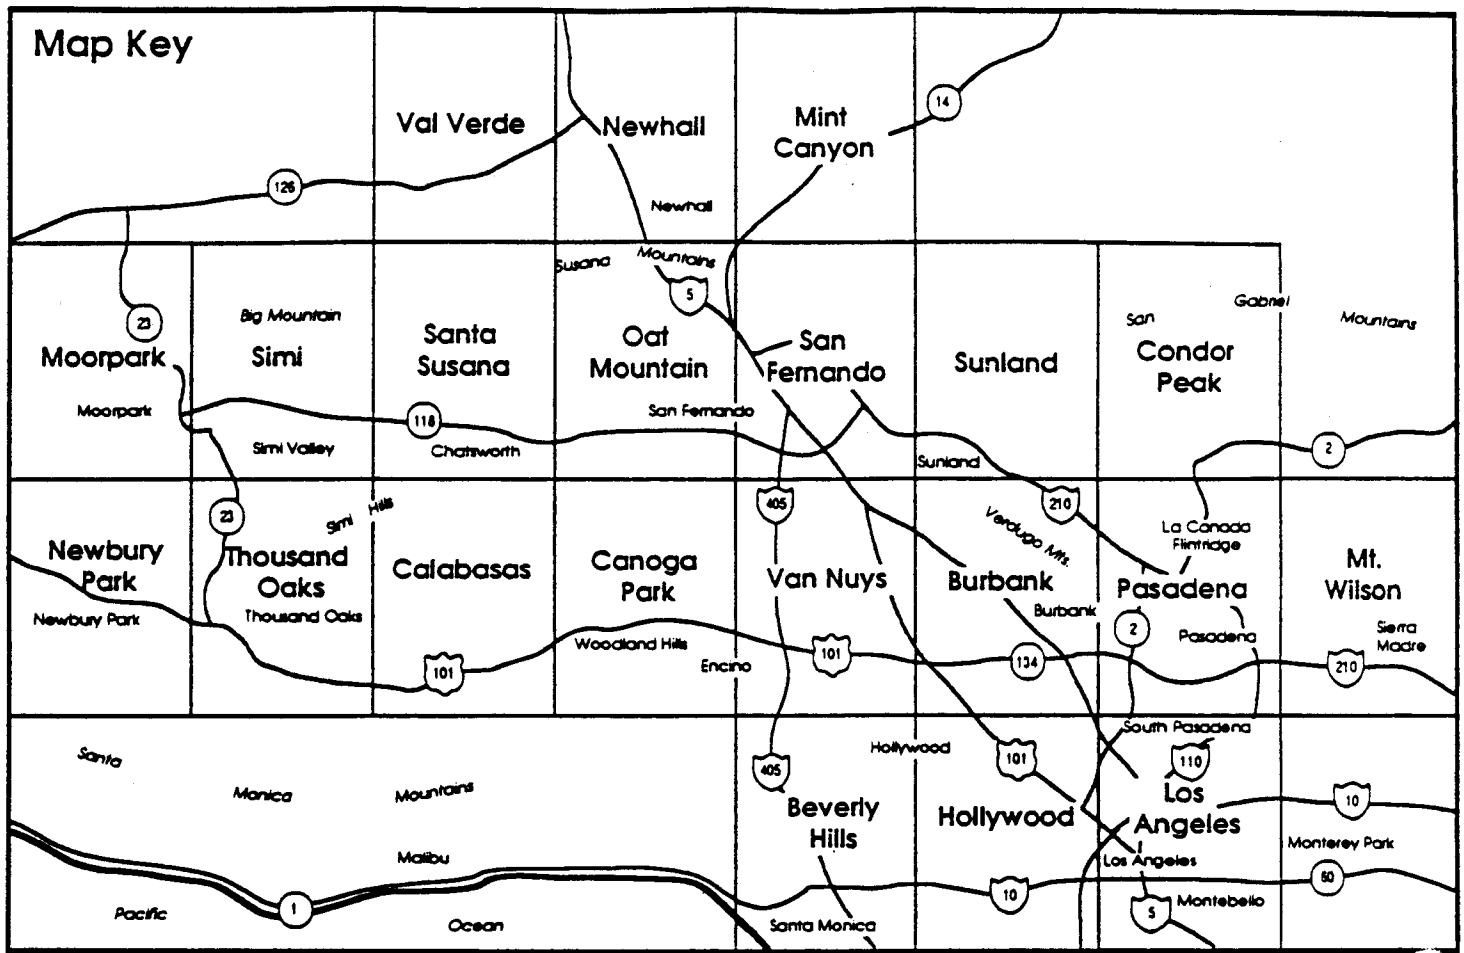 Map Key
14
Val Verde
Newhall
Mint
Canyon
126
Newhall
Susana
Mountains
5
23
Big Mountain
Moorpark
Simi
Santa
Susana
Oat
Mountain
San
Fernando
Sunland
San
Gabriel
Mountains
Condor
Peak
Moorpark
118
San Fernando
Simi Valley
Chatsworth
Sunland
2
23
Simi Hills
405
210
Verdugo Mts.
La Canada
Flintridge
Newbury
Park
Thousand
Oaks
Calabasas
Canoga
Park
Van Nuys
Burbank
Pasadena
Mt.
Wilson
Newbury Park
Thousand Oaks
Burbank
2
Pasadena
Sierra
Madre
Woodland Hills
Encino
101
101
134
210
South Pasadena
Santa
Monica
Mountains
Hollywood
405
101
110
Beverly
Hills
Hollywood
Los
Angeles
10
Malibu
Los Angeles
Monterey Park
1
10
60
Pacific
Ocean
Santa Monica
5
Montebello